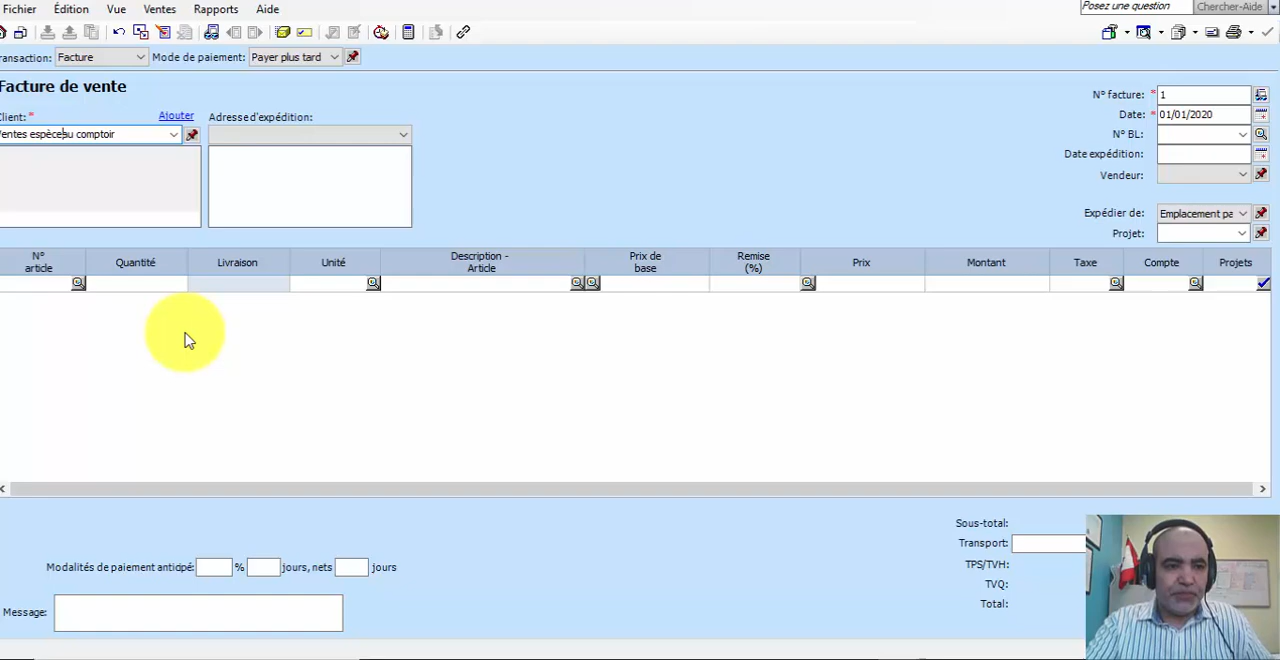 Fichier Édition Vue Ventes Rapports Aide
Posez une question Chercher-Aide
ransaction: Facture Mode de paiement: Payer plus tard
Facture de vente
Client: * Ajouter Adresse d'expédition:
entes espèce au comptoir
N° facture: * 1
Date: * 01/01/2020
N° BL:
Date expédition:
Vendeur:
Expédier de: Emplacement pa
Projet:
N° article Quantité Livraison Unité Description - Article Prix de base Remise (%) Prix Montant Taxe Compte Projets
Sous-total:
Transport:
TPS/TVH:
TVQ:
Total:
Modalités de paiement anticipé: % jours, nets jours
Message: